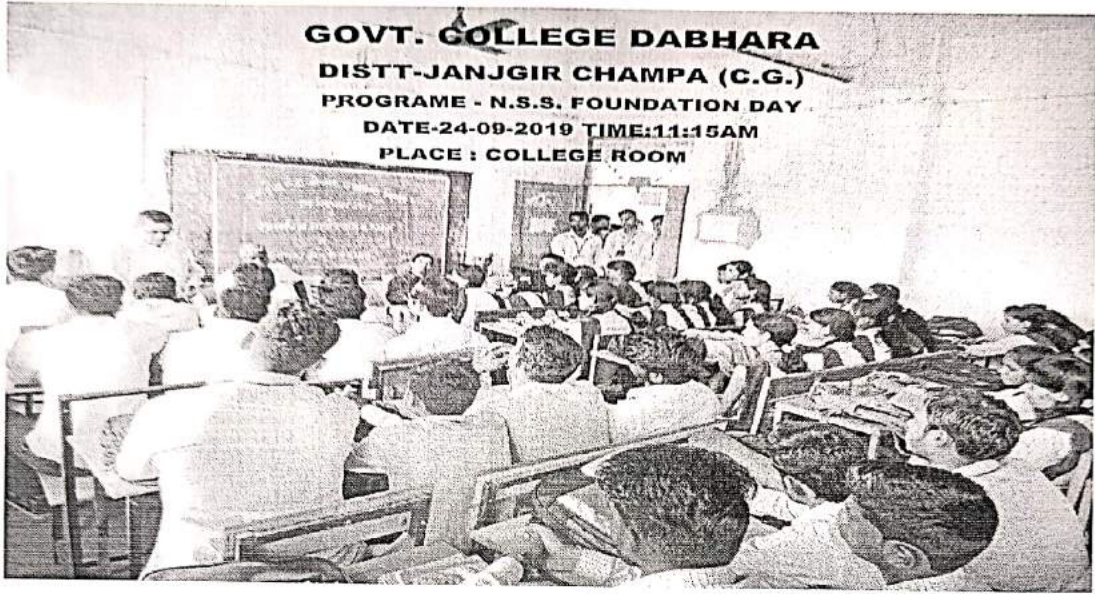 GOVT. COLLEGE DABHARA
DISTT-JANJGIR CHAMPA (C.G.)
PROGRAME - N.S.S. FOUNDATION DAY
DATE-24-09-2019 TIME:11:15AM
PLACE : COLLEGE ROOM